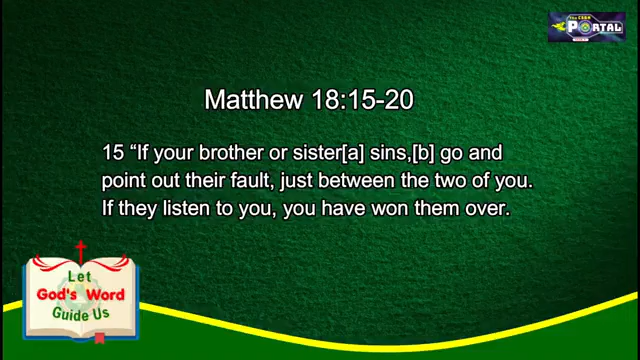 The CSAA
PORTAL
Matthew 18:15-20
15 “If your brother or sister[a] sins,[b] go and
point out their fault, just between the two of you.
If they listen to you, you have won them over.
Let
God's Word
Guide Us